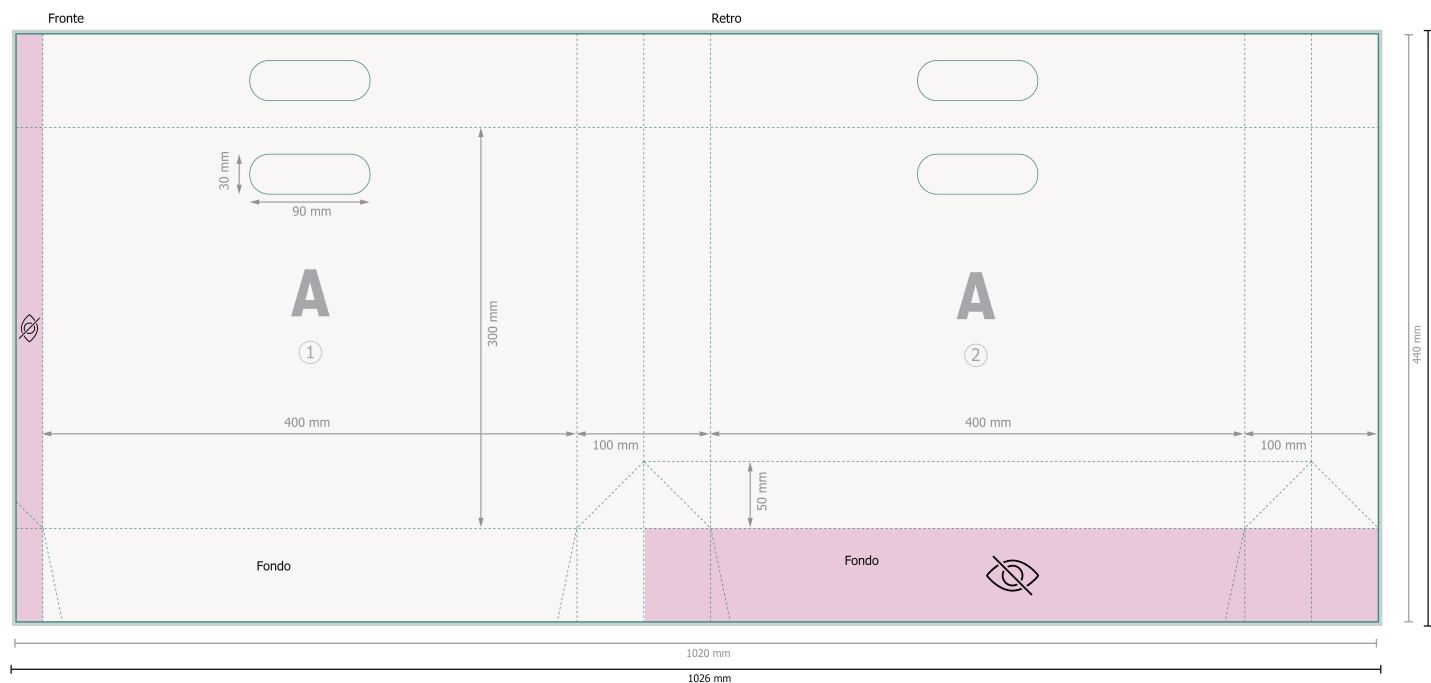 Fronte
Retro
30 mm
90 mm
A
1
300 mm
A
2
440 mm
400 mm
100 mm
400 mm
100 mm
50 mm
Fondo
Fondo
1020 mm
1026 mm